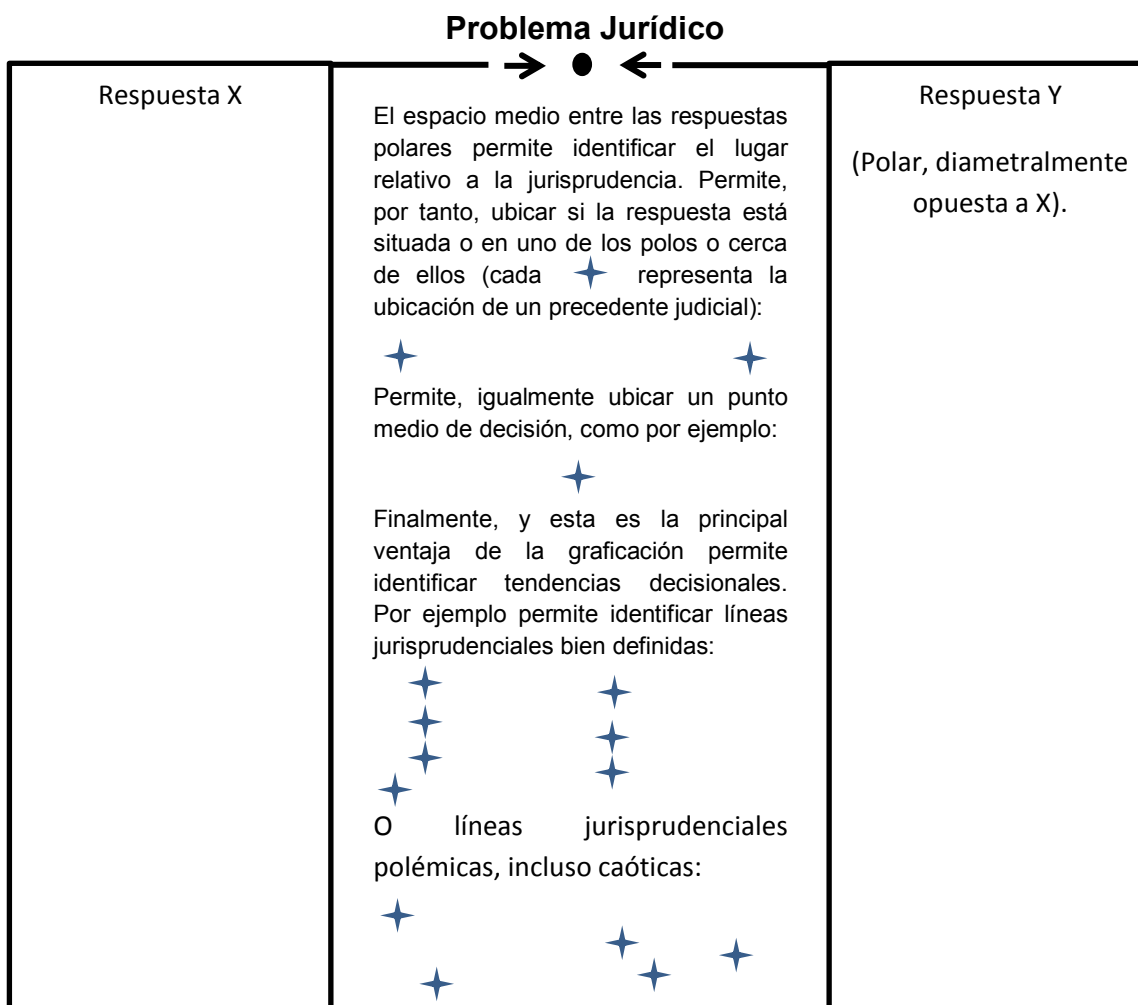 Problema Jurídico
Respuesta X
El espacio medio entre las respuestas
polares permite identificar el lugar
relativo a la jurisprudencia. Permite,
por tanto, ubicar si la respuesta está
situada o en uno de los polos o cerca
de ellos (cada representa la
ubicación de un precedente judicial):
Permite, igualmente ubicar un punto
medio de decisión, como por ejemplo:
Finalmente, y esta es la principal
ventaja de la graficación permite
identificar tendencias decisionales.
Por ejemplo permite identificar líneas
jurisprudenciales bien definidas:
O líneas jurisprudenciales
polémicas, incluso caóticas:
Respuesta Y
(Polar, diametralmente
opuesta a X).